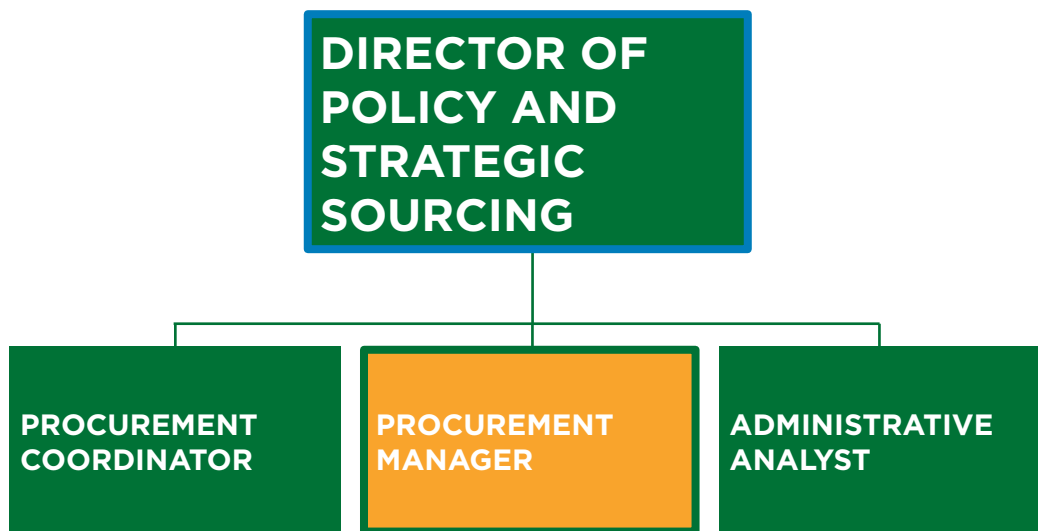 DIRECTOR OF
POLICY AND
STRATEGIC
SOURCING
PROCUREMENT
COORDINATOR
PROCUREMENT
MANAGER
ADMINISTRATIVE
ANALYST